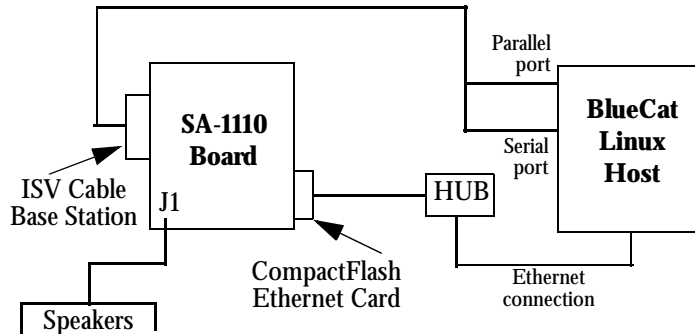 Parallel
port
BlueCat
Linux
Host
SA-1110
Board
Serial
port
ISV Cable
Base Station
J1
HUB
CompactFlash
Ethernet Card
Ethernet
connection
Speakers